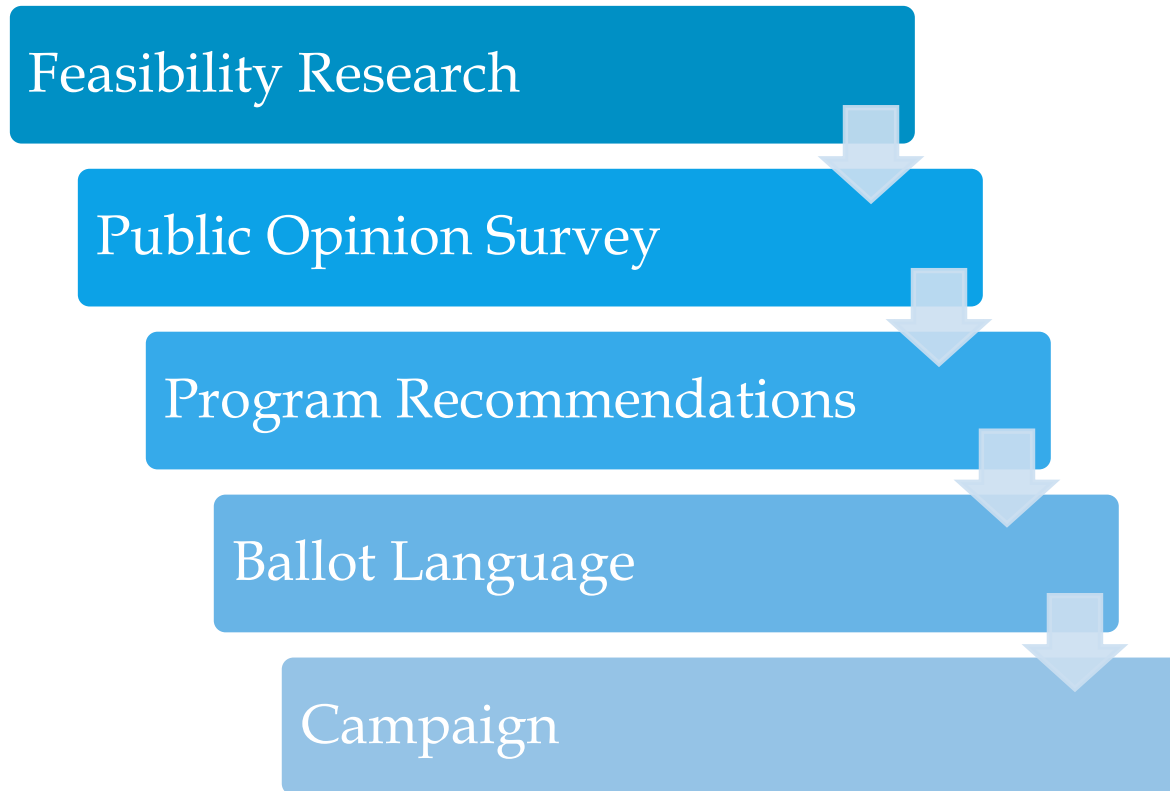 Feasibility Research
Public Opinion Survey
Program Recommendations
Ballot Language
Campaign